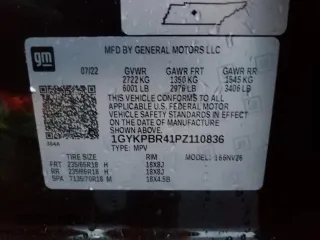 gm
MFD BY GENERAL MOTORS LLC
07/22 GVWR GAWR FRT GAWR RR
2722 KG 1350 KG 1545 KG
6001 LB 2976 LB 3406 LB
THIS VEHICLE CONFORMS TO ALL
APPLICABLE U.S. FEDERAL MOTOR
VEHICLE SAFETY STANDARDS IN EFFECT
ON THE DATE OF MANUFACTURE
SHOWN ABOVE.
1GYKPBR41PZ110836
TYPE: MPV
TIRE SIZE RIM MODEL:
FRT 235/65R18 H 18X8J
RR 235/65R18 H 18X8J
SPR T135/70R18 M 18X4.5B